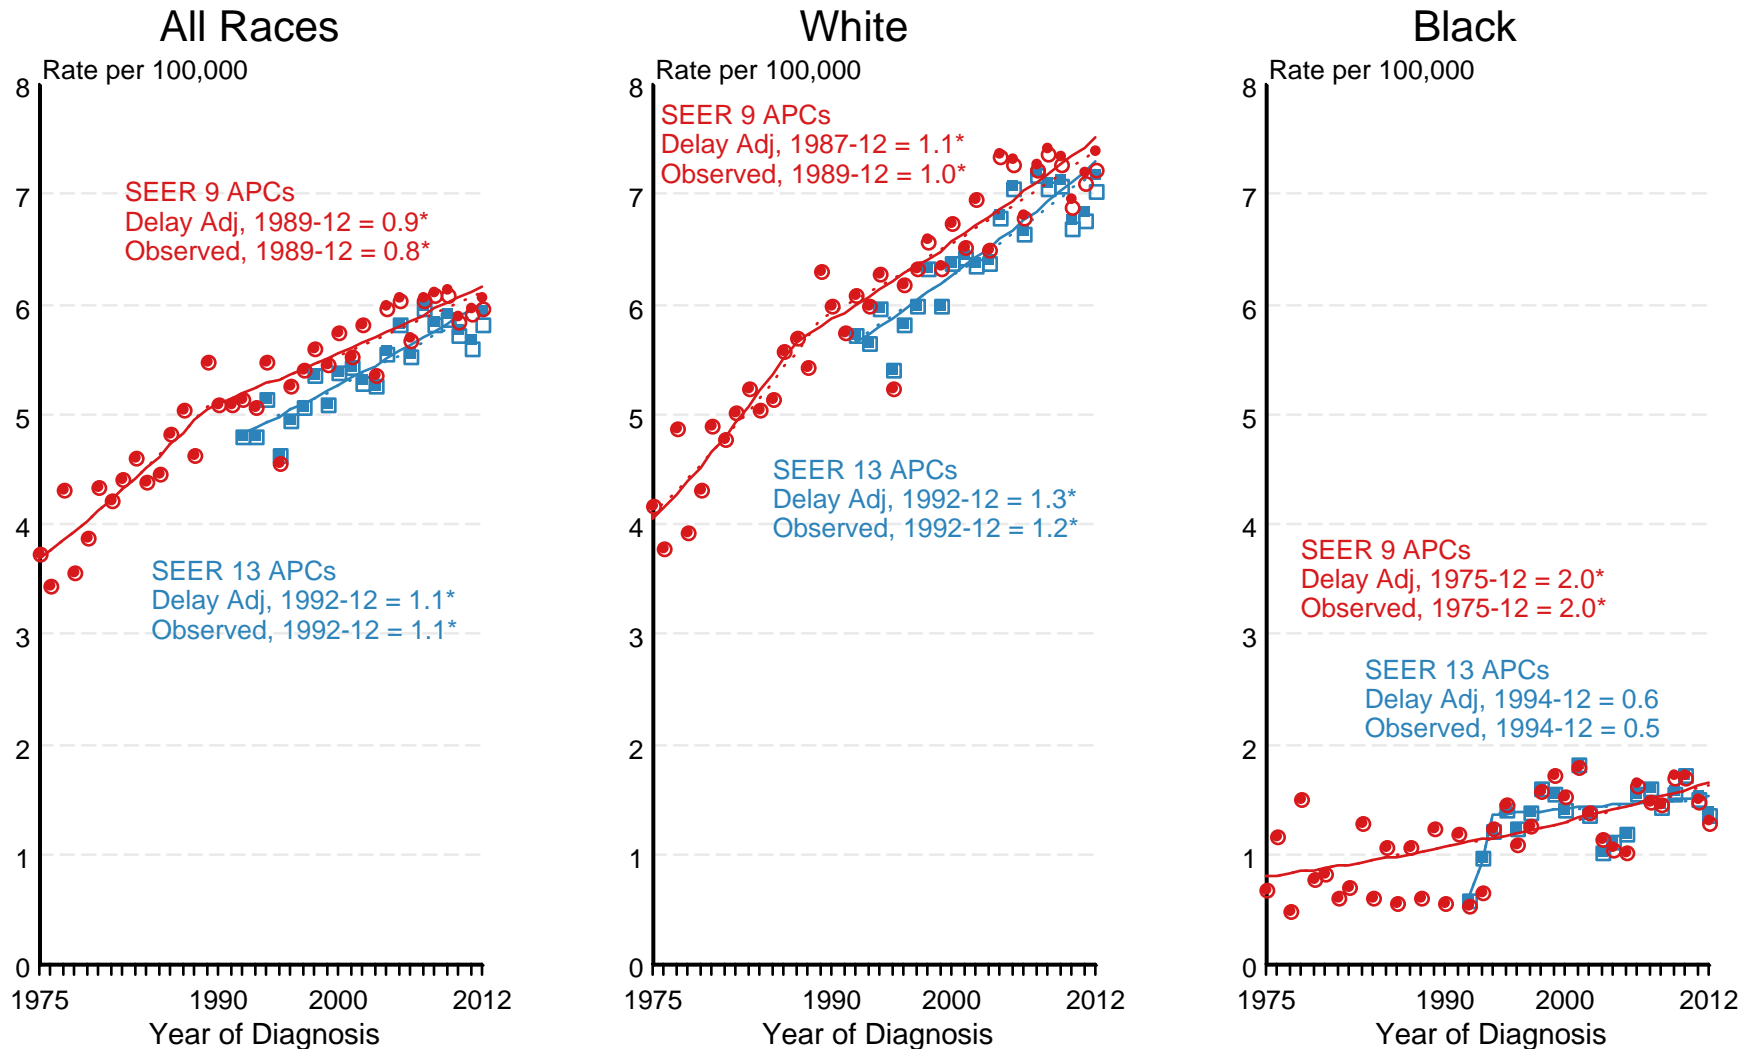 All Races
Rate per 100,000
8
7
6
5
4
3
2
1
0
SEER 9 APCs
Delay Adj, 1989-12 = 0.9*
Observed, 1989-12 = 0.8*
SEER 13 APCs
Delay Adj, 1992-12 = 1.1*
Observed, 1992-12 = 1.1*
1975 1990 2000 2012
Year of Diagnosis
White
Rate per 100,000
8
7
6
5
4
3
2
1
0
SEER 9 APCs
Delay Adj, 1987-12 = 1.1*
Observed, 1989-12 = 1.0*
SEER 13 APCs
Delay Adj, 1992-12 = 1.3*
Observed, 1992-12 = 1.2*
1975 1990 2000 2012
Year of Diagnosis
Black
Rate per 100,000
8
7
6
5
4
3
2
1
0
SEER 9 APCs
Delay Adj, 1975-12 = 2.0*
Observed, 1975-12 = 2.0*
SEER 13 APCs
Delay Adj, 1994-12 = 0.6
Observed, 1994-12 = 0.5
1975 1990 2000 2012
Year of Diagnosis